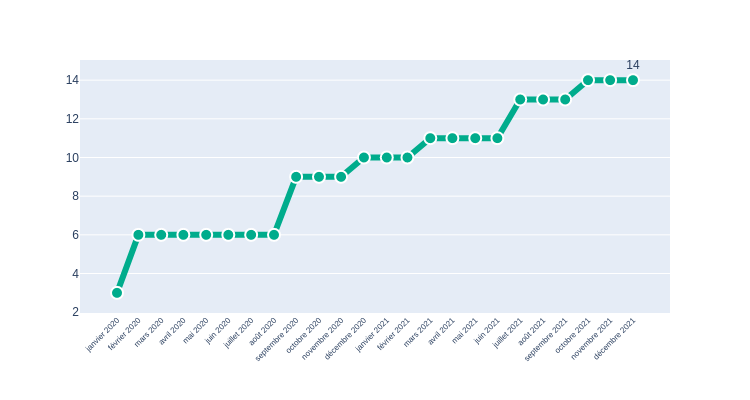 14
14
12
10
8
6
4
2
janvier 2020
février 2020
mars 2020
avril 2020
mai 2020
juin 2020
juillet 2020
août 2020
septembre 2020
octobre 2020
novembre 2020
décembre 2020
janvier 2021
février 2021
mars 2021
avril 2021
mai 2021
juin 2021
juillet 2021
août 2021
septembre 2021
octobre 2021
novembre 2021
décembre 2021